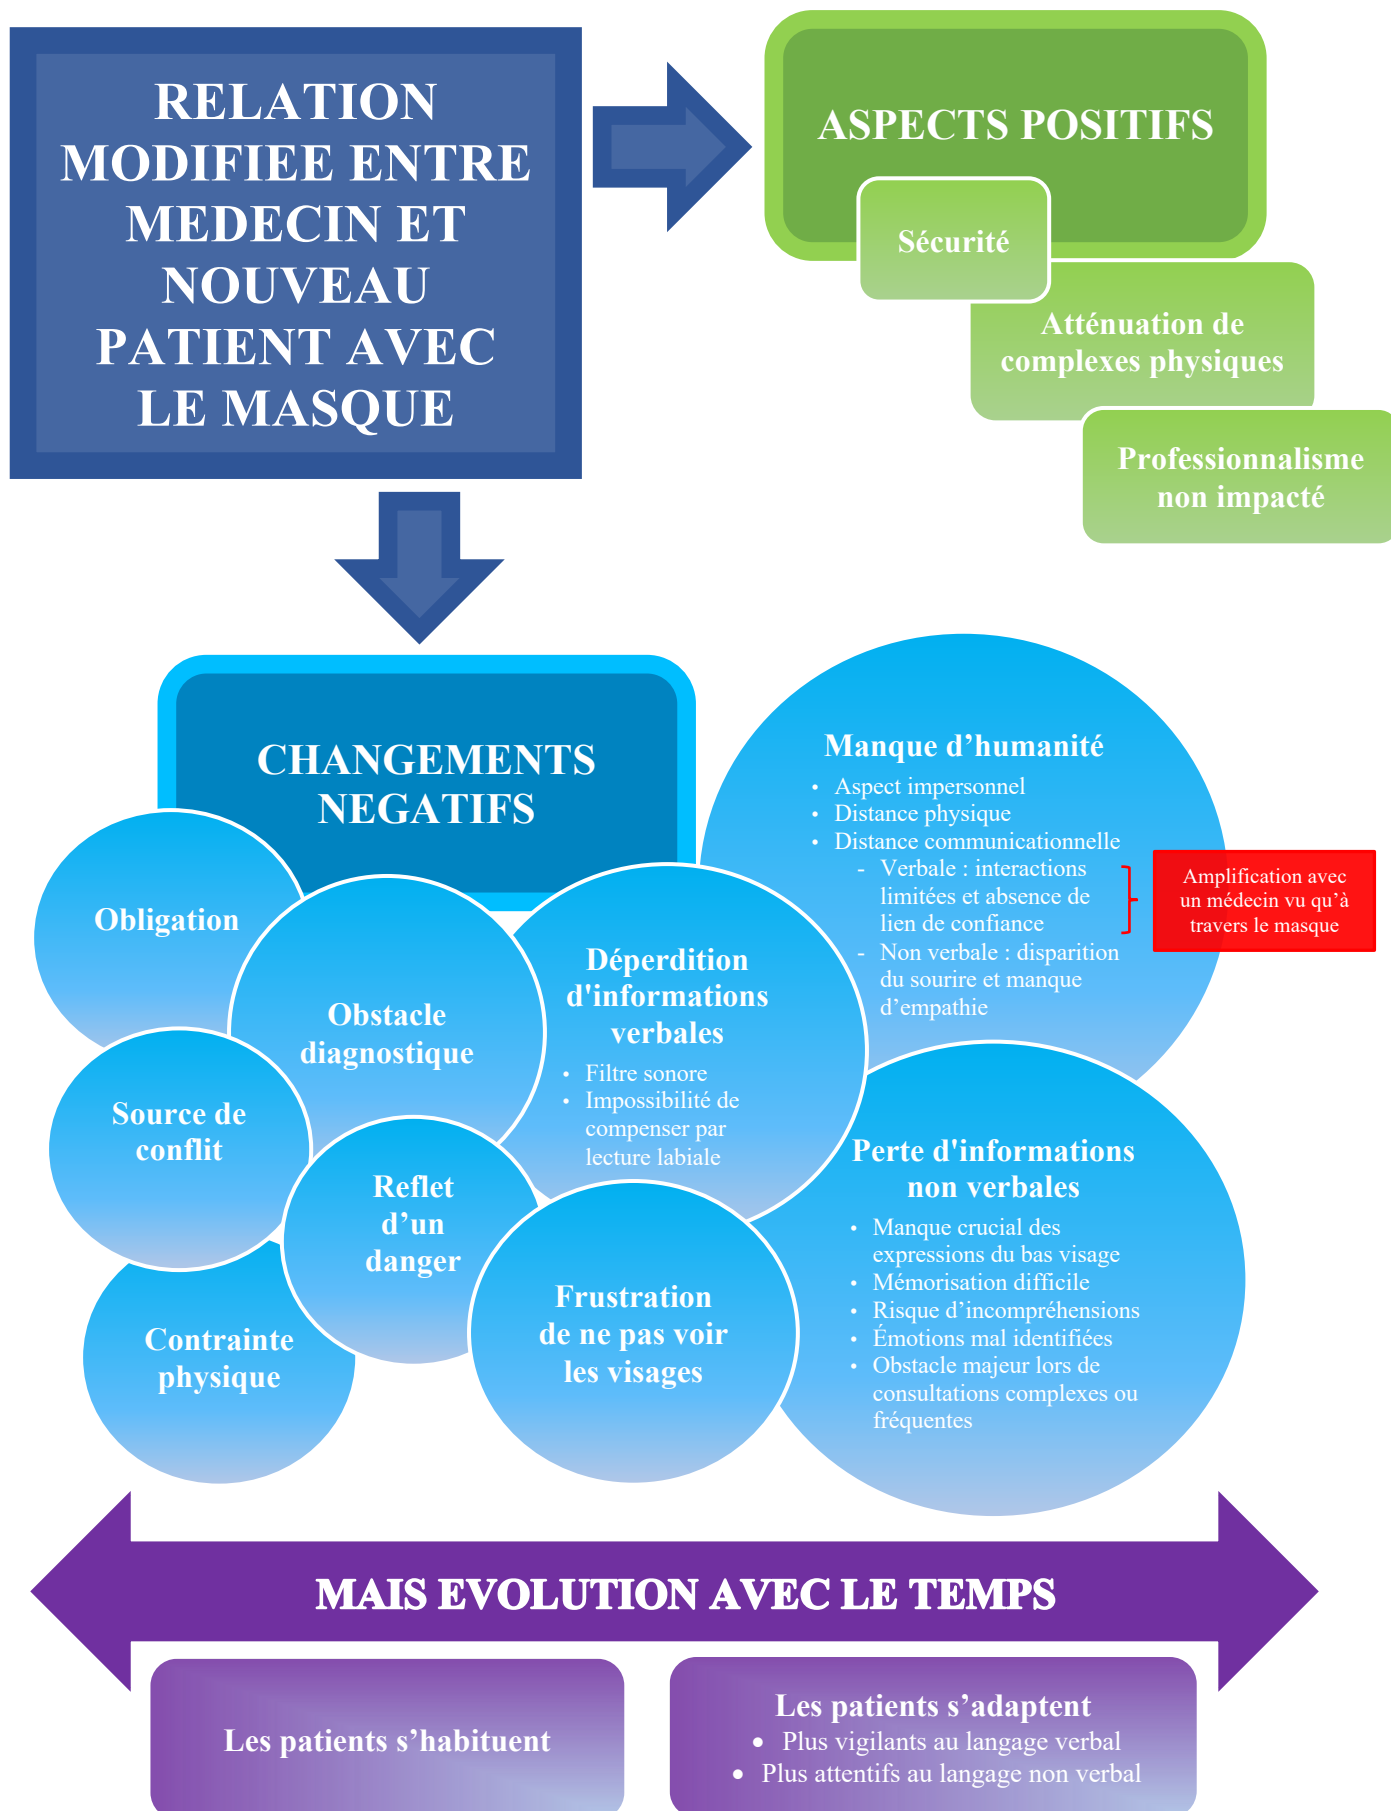 RELATION
MODIFIEE ENTRE
MEDECIN ET
NOUVEAU
PATIENT AVEC
LE MASQUE
ASPECTS POSITIFS
Sécurité
Atténuation de
complexes physiques
Professionnalisme
non impacté
CHANGEMENTS
NEGATIFS
Manque d’humanité
• Aspect impersonnel
• Distance physique
• Distance communicationnelle
- Verbale : interactions
limitées et absence de
lien de confiance
- Non verbale : disparition
du sourire et manque
d’empathie
Amplification avec
un médecin vu qu’à
travers le masque
Obligation
Obstacle
diagnostique
Déperdition
d'informations
verbales
• Filtre sonore
• Impossibilité de
compenser par
lecture labiale
Source de
conflit
Reflet
d’un
danger
Perte d'informations
non verbales
• Manque crucial des
expressions du bas visage
• Mémorisation difficile
• Risque d’incompréhensions
• Émotions mal identifiées
• Obstacle majeur lors de
consultations complexes ou
fréquentes
Contrainte
physique
Frustration
de ne pas voir
les visages
MAIS EVOLUTION AVEC LE TEMPS
Les patients s’habituent
Les patients s’adaptent
• Plus vigilants au langage verbal
• Plus attentifs au langage non verbal